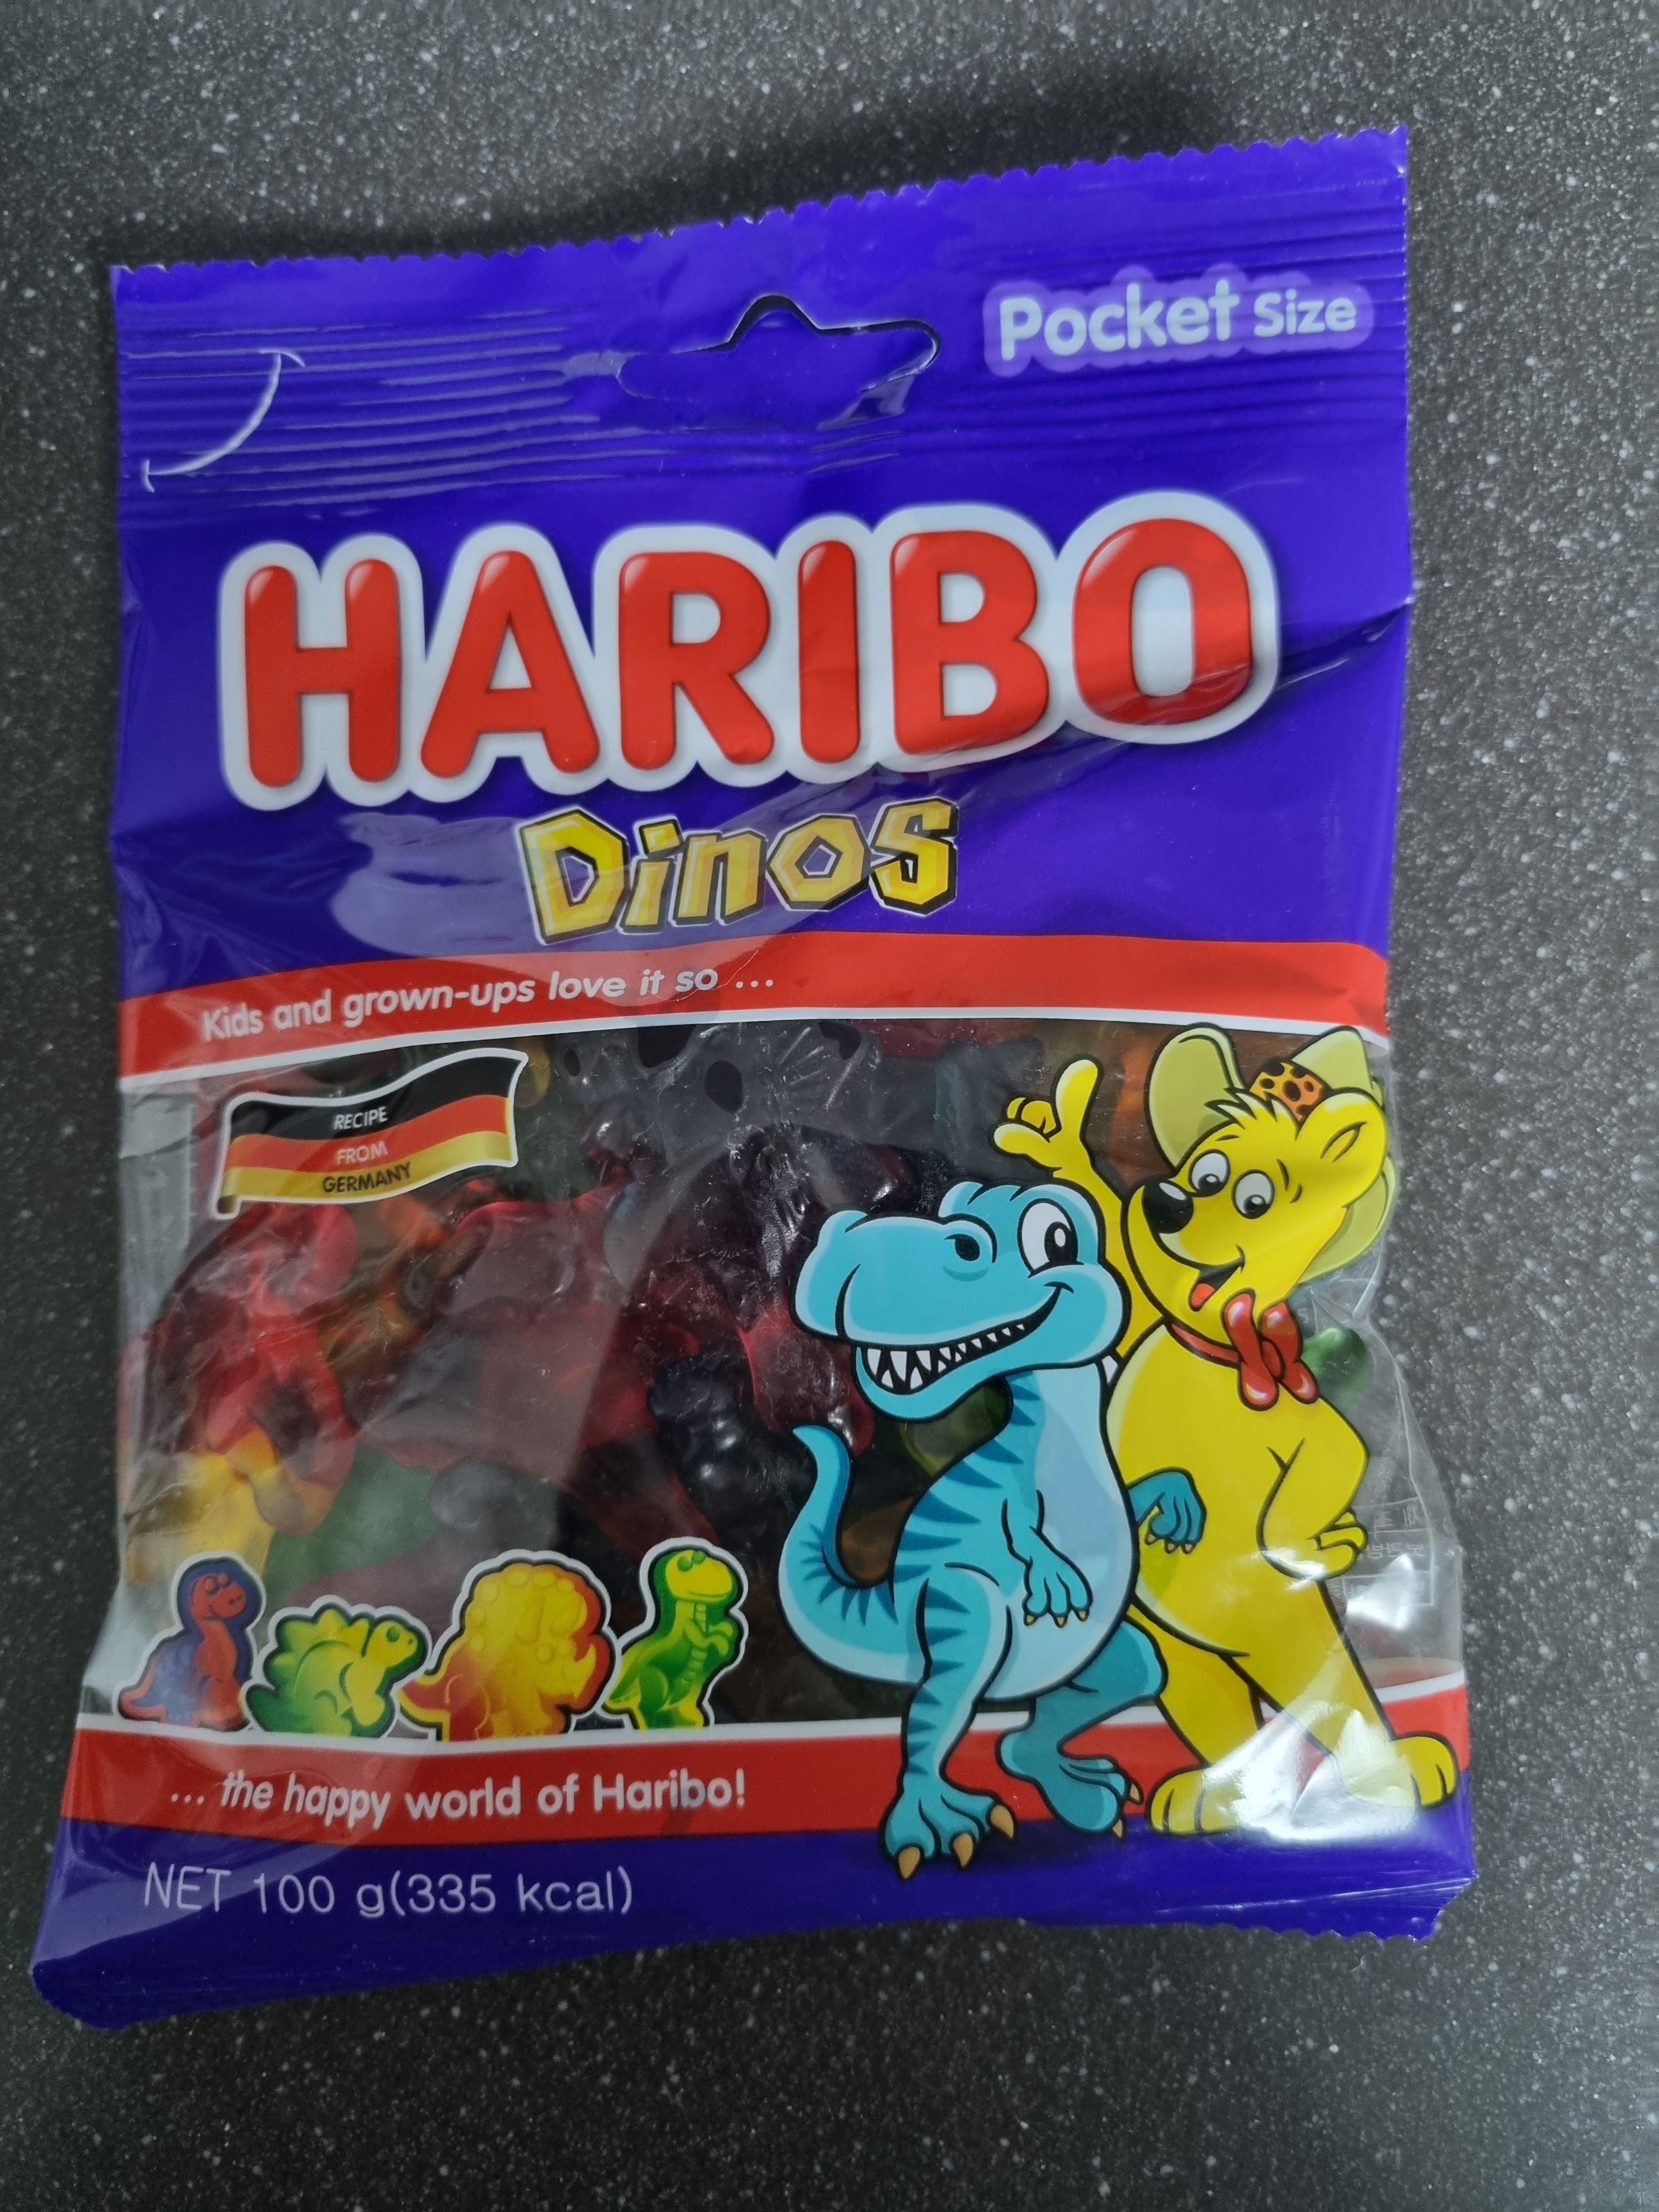 Pocket Size
HARIBO
Dinos
Kids and grown-ups love it so ...
RECIPE
FROM
GERMANY
... the happy world of Haribo!
NET 100 g(335 kcal)